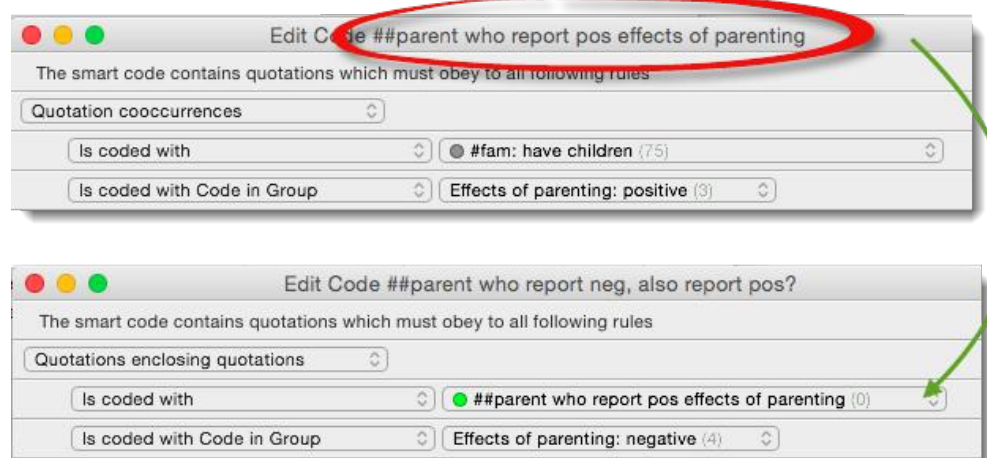 Edit Code ##parent who report pos effects of parenting
The smart code contains quotations which must obey to all following rules
Quotation cooccurrences
Is coded with #fam: have children (75)
Is coded with Code in Group Effects of parenting: positive (3)
Edit Code ##parent who report neg, also report pos?
The smart code contains quotations which must obey to all following rules
Quotations enclosing quotations
Is coded with ##parent who report pos effects of parenting (0)
Is coded with Code in Group Effects of parenting: negative (4)